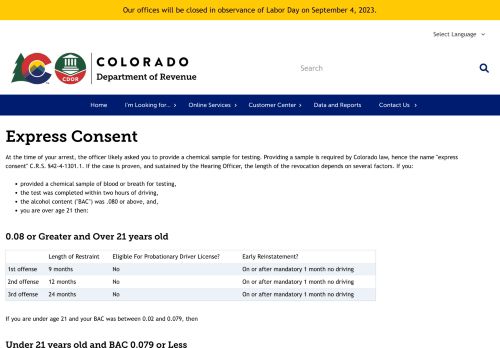 Our offices will be closed in observance of Labor Day on September 4, 2023.
Select Language
CDOR
COLORADO
Department of Revenue
Search
Home I'm Looking for... Online Services Customer Center Data and Reports Contact Us
Express Consent
At the time of your arrest, the officer likely asked you to provide a chemical sample for testing. Providing a sample is required by Colorado law, hence the name "express
consent" C.R.S. §42-4-1301.1. If the case is proven, and sustained by the Hearing Officer, the length of the revocation depends on several factors. If you:
• provided a chemical sample of blood or breath for testing,
• the test was completed within two hours of driving,
• the alcohol content ("BAC") was .080 or above, and,
• you are over age 21 then:
0.08 or Greater and Over 21 years old
Length of Restraint Eligible For Probationary Driver License? Early Reinstatement?
1st offense 9 months No On or after mandatory 1 month no driving
2nd offense 12 months No On or after mandatory 1 month no driving
3rd offense 24 months No On or after mandatory 1 month no driving
If you are under age 21 and your BAC was between 0.02 and 0.079, then
Under 21 years old and BAC 0.079 or Less